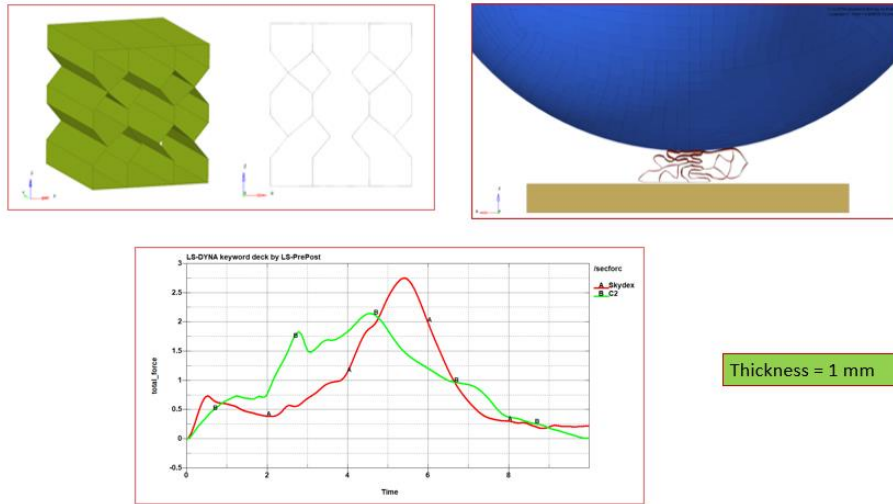 LS-DYNA keyword deck by LS-PrePost
/secforc
A Skydex
B C2
total_force
3
2.5
2
1.5
1
0.5
0
-0.5
0
2
4
6
8
Time
A
A
A
A
A
B
B
B
B
B
Thickness = 1 mm